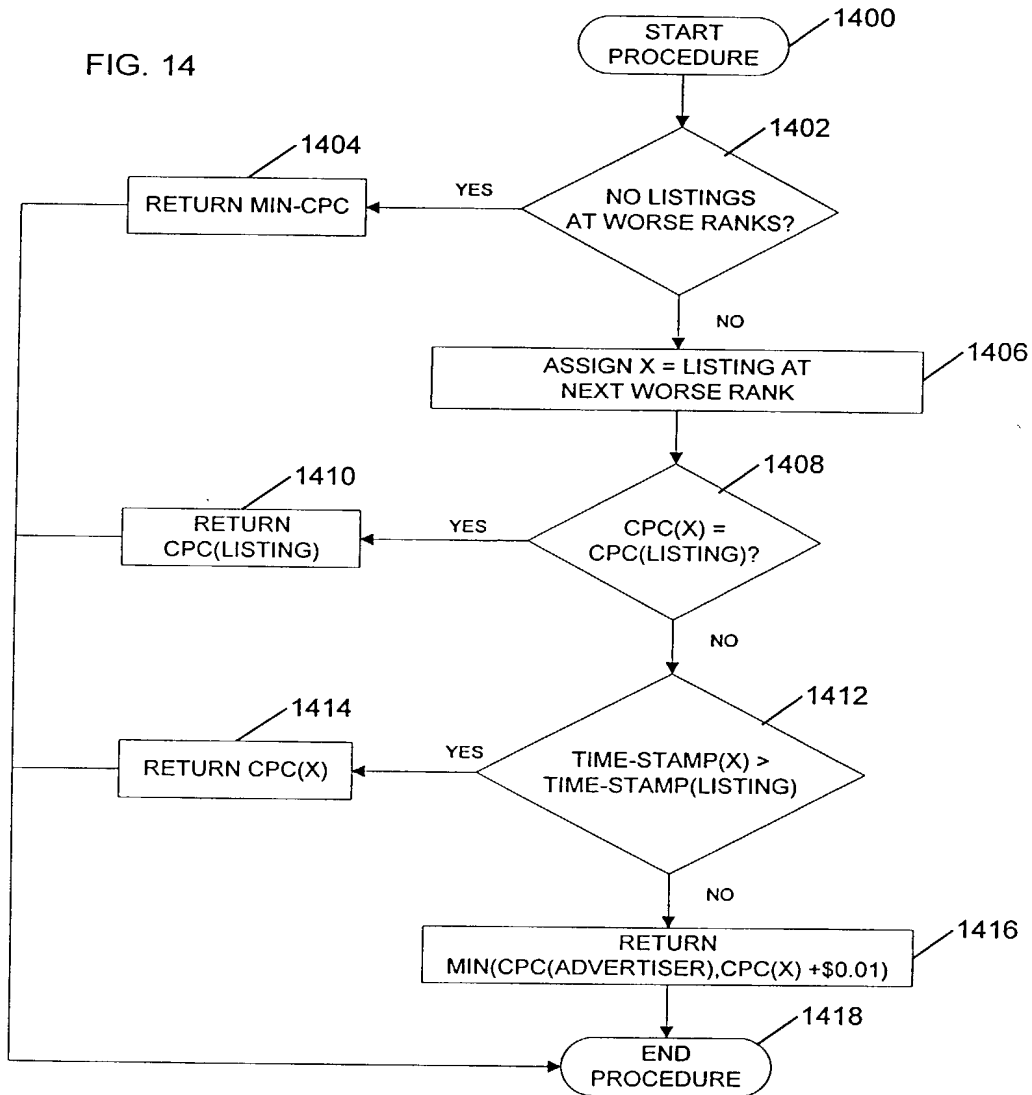 START
PROCEDURE
1400
FIG. 14
1402
NO LISTINGS
AT WORSE RANKS?
YES
1404
RETURN MIN-CPC
NO
ASSIGN X = LISTING AT
NEXT WORSE RANK
1406
1408
CPC(X) =
CPC(LISTING)?
YES
1410
RETURN
CPC(LISTING)
NO
1412
TIME-STAMP(X) >
TIME-STAMP(LISTING)
YES
1414
RETURN CPC(X)
NO
RETURN
MIN(CPC(ADVERTISER),CPC(X) +$0.01)
1416
1418
END
PROCEDURE